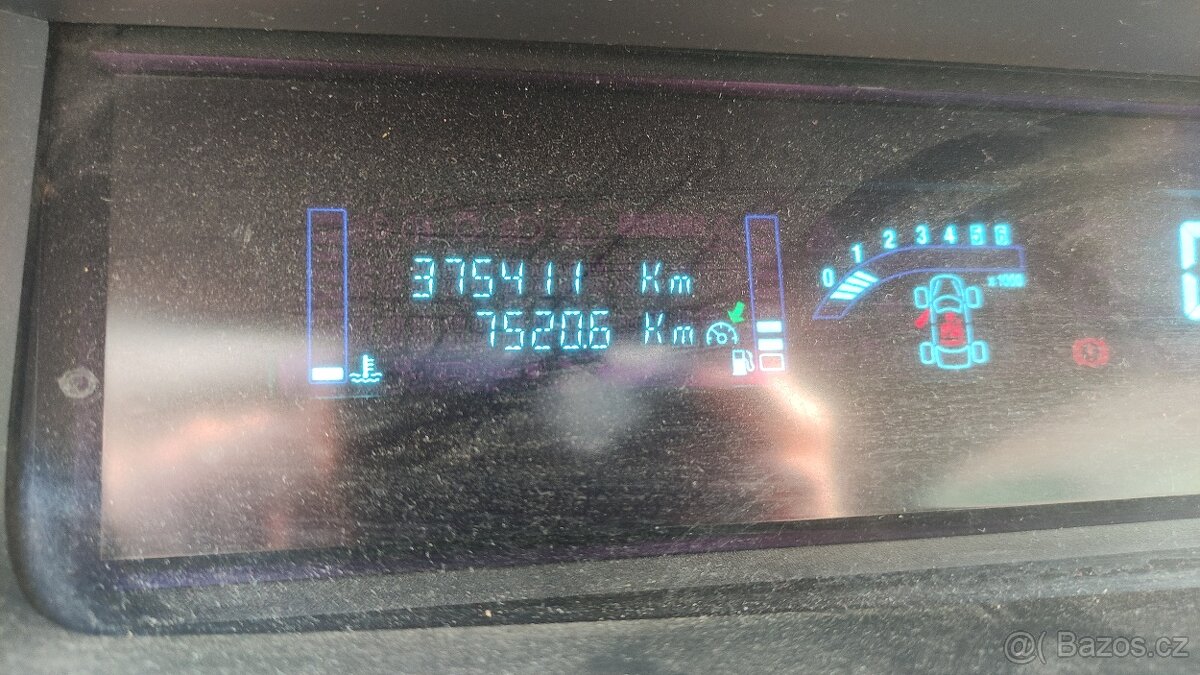 375411 Km
7520.6 Km
0 1 2 3 4 5 6
x1000
@( Bazos.cz